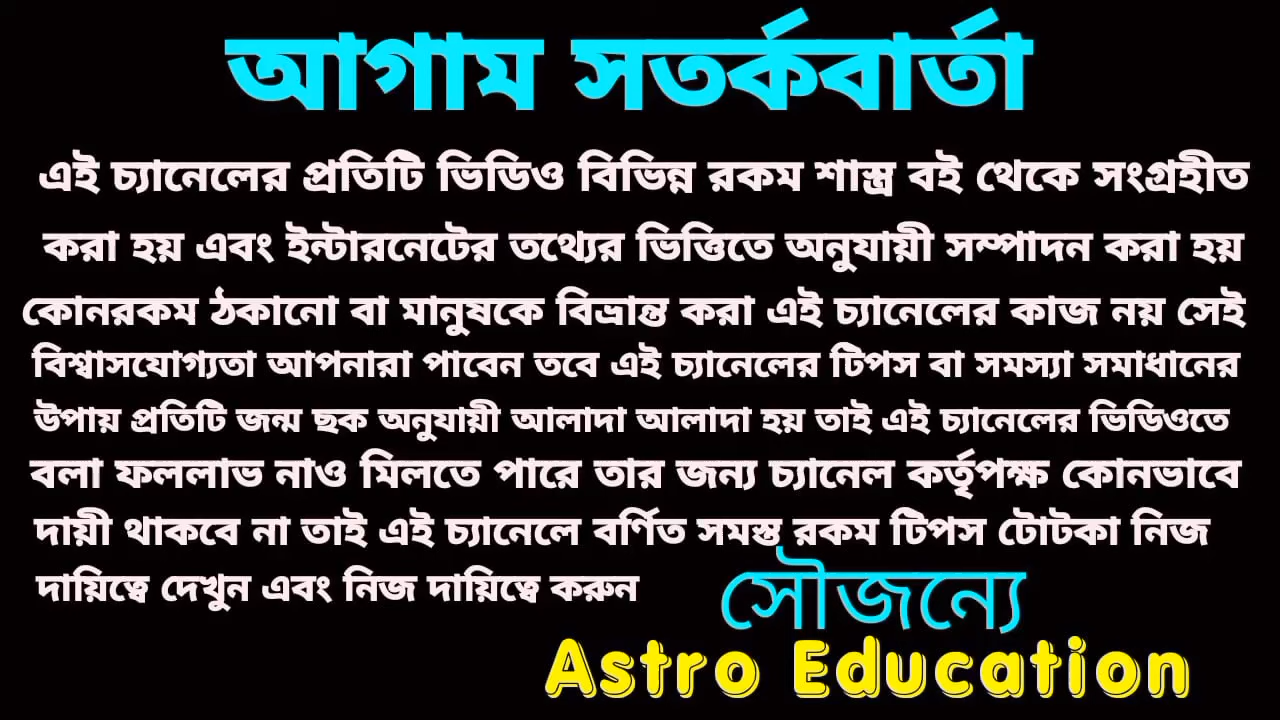 আগাম সতর্কবার্তা
এই চ্যানেলের প্রতিটি ভিডিও বিভিন্ন রকম শাস্ত্র বই থেকে সংগ্রহীত
করা হয় এবং ইন্টারনেটের তথ্যের ভিত্তিতে অনুযায়ী সম্পাদন করা হয়
কোনরকম ঠকানো বা মানুষকে বিভ্রান্ত করা এই চ্যানেলের কাজ নয় সেই
বিশ্বাসযোগ্যতা আপনারা পাবেন তবে এই চ্যানেলের টিপস বা সমস্যা সমাধানের
উপায় প্রতিটি জন্ম ছক অনুযায়ী আলাদা আলাদা হয় তাই এই চ্যানেলের ভিডিওতে
বলা ফললাভ নাও মিলতে পারে তার জন্য চ্যানেল কর্তৃপক্ষ কোনভাবে
দায়ী থাকবে না তাই এই চ্যানেলে বর্ণিত সমস্ত রকম টিপস টোটকা নিজ
দায়িত্বে দেখুন এবং নিজ দায়িত্বে করুন
সৌজন্যে
Astro Education